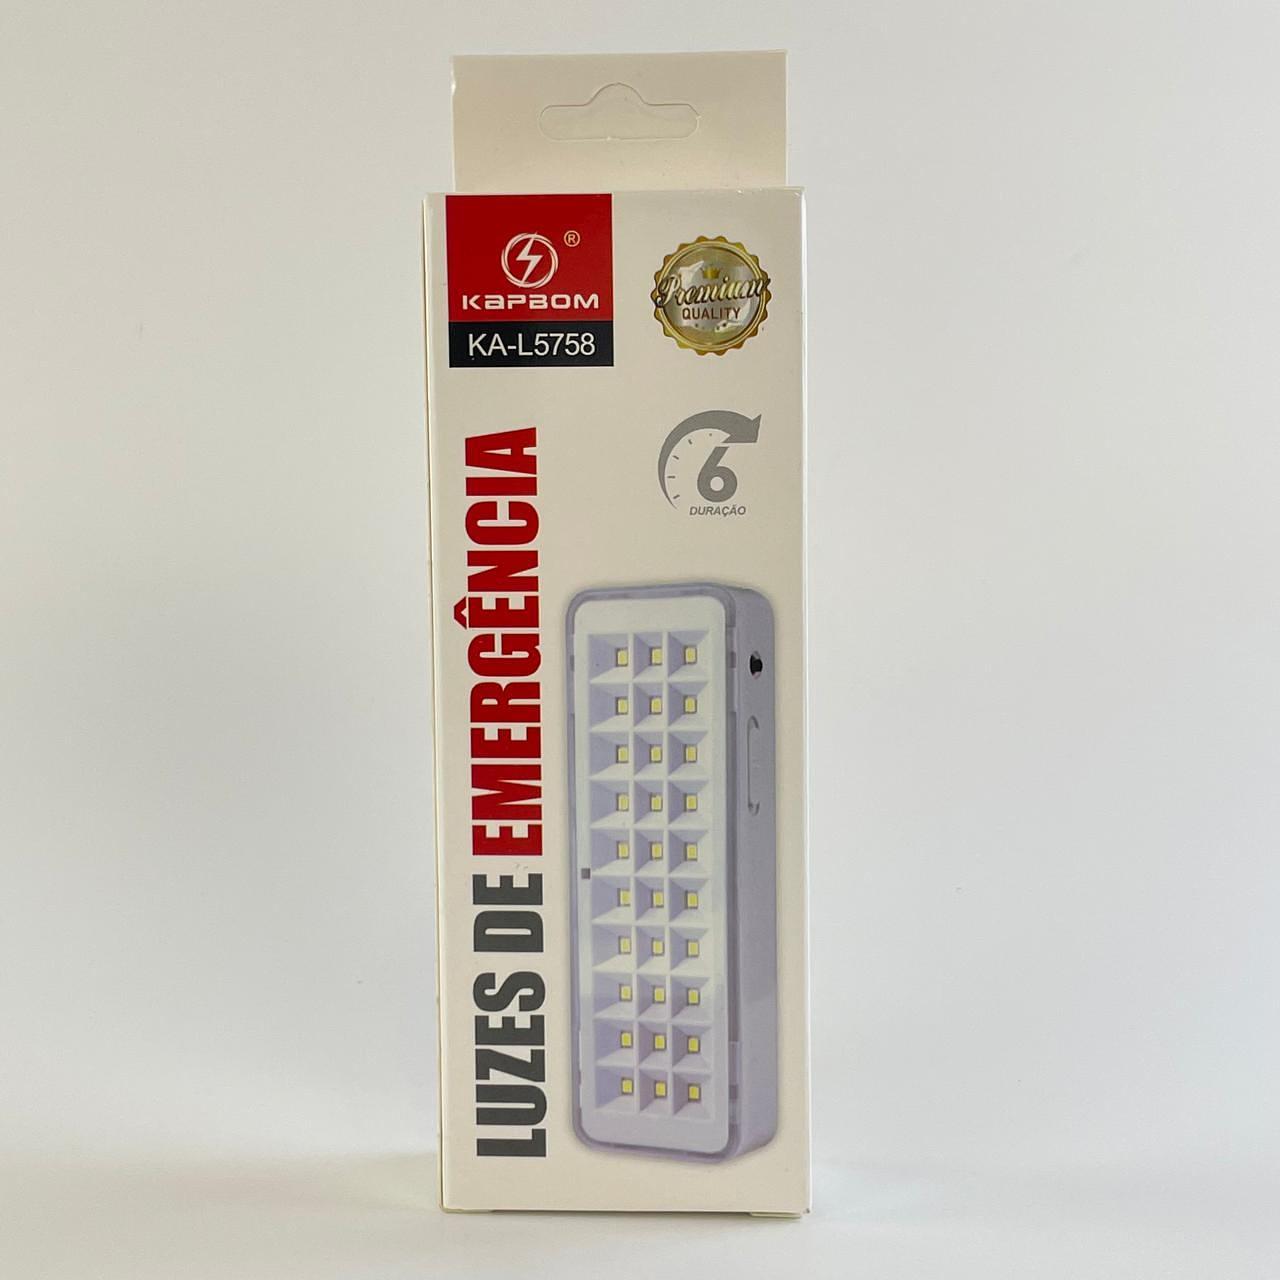 KAPBOM ®
KA-L5758
Premium
QUALITY
6
DURAÇÃO
LUZES DE EMERGÊNCIA